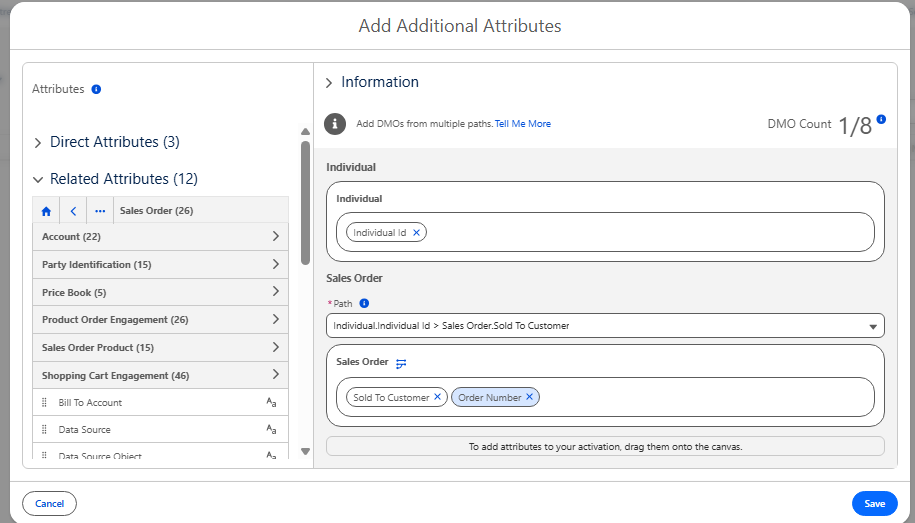 Add Additional Attributes
Attributes
Direct Attributes (3)
Related Attributes (12)
Sales Order (26)
Account (22)
Party Identification (15)
Price Book (5)
Product Order Engagement (26)
Sales Order Product (15)
Shopping Cart Engagement (46)
Bill To Account Aa
Data Source Aa
Data Source Object Aa
Information
Add DMOs from multiple paths. Tell Me More
DMO Count 1/8
Individual
Individual
Individual Id
Sales Order
* Path
Individual.Individual Id > Sales Order.Sold To Customer
Sales Order
Sold To Customer Order Number
To add attributes to your activation, drag them onto the canvas.
Cancel Save